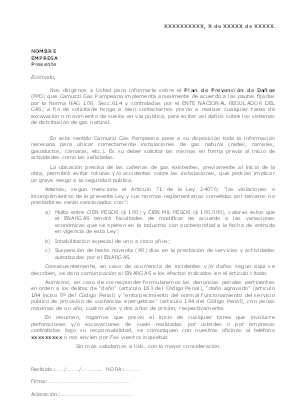 XXXXXXXXXX, X de XXXXX de XXXXX.
NOMBRE
EMPRESA
Presente
Estimado,
Nos dirigimos a Usted para informarle sobre el Plan de Prevención de Daños
(PPD) que Camuzzi Gas Pampeana implementa anualmente de acuerdo a las pautas fijadas
por la Norma NAG 100, Secc.614 y controladas por el ENTE NACIONAL REGULADOR DEL
GAS; a fin de solicitarle tenga a bien contactarnos previo a realizar cualquier tarea de
excavación o movimiento de suelos en vía pública, para evitar así daños sobre los sistemas
de distribución de gas natural.
En este sentido Camuzzi Gas Pampeana pone a su disposición toda la información
necesaria para ubicar correctamente instalaciones de gas natural (redes, ramales,
gasoductos, cámaras, etc.). Es su deber solicitar las mismas en forma previa al inicio de
actividades como las señaladas.
La ubicación precisa de las cañerías de gas existentes, previamente al inicio de la
obra, permitirá evitar roturas y/o accidentes sobre las instalaciones, que podrían implicar
un grave riesgo a la seguridad pública.
Además, según menciona el Artículo 71 de la Ley 24076; "las violaciones o
incumplimientos de la presente Ley y sus normas reglamentarias cometidos por terceros no
prestadores serán sancionados con":
a) Multa entre CIEN PESOS ($ 100) y CIEN MIL PESOS ($ 100.000), valores éstos que
el ENARGAS tendrá facultades de modificar de acuerdo a las variaciones
económicas que se operen en la industria con posterioridad a la fecha de entrada
en vigencia de esta Ley;
b) Inhabilitación especial de uno a cinco años;
c) Suspensión de hasta noventa (90) días en la prestación de servicios y actividades
autorizadas por el ENARGAS.
Consecuentemente, en caso de ocurrencia de incidentes y/o daños según aquí se
describen, se dará comunicación al ENARGAS a los efectos indicados en el artículo citado.
Asimismo, en caso de corresponder formularemos las denuncias penales pertinentes
en orden a los delitos de "daño" (artículo 183 del Código Penal), "daño agravado" (artículo
184 inciso 5º del Código Penal) y "entorpecimiento del normal funcionamiento del servicio
público de provisión de sustancias energéticas" (artículo 194 del Código Penal), con penas
máximas de un año, cuatro años y dos años de prisión, respectivamente.
En resumen, rogamos que previo al inicio de cualquier tarea que involucre
perforaciones y/o excavaciones de suelo realizadas por ustedes o por empresas
contratistas bajo su responsabilidad, se comuniquen con nuestras oficinas al teléfono
xxxxxxxxx o nos envíen por Fax vuestra inquietud.
Sin más saludamos a Uds. con la mayor consideración.
Recibido:...../...../.......... HORA:..........
Firma:........................................
Aclaración:........................................